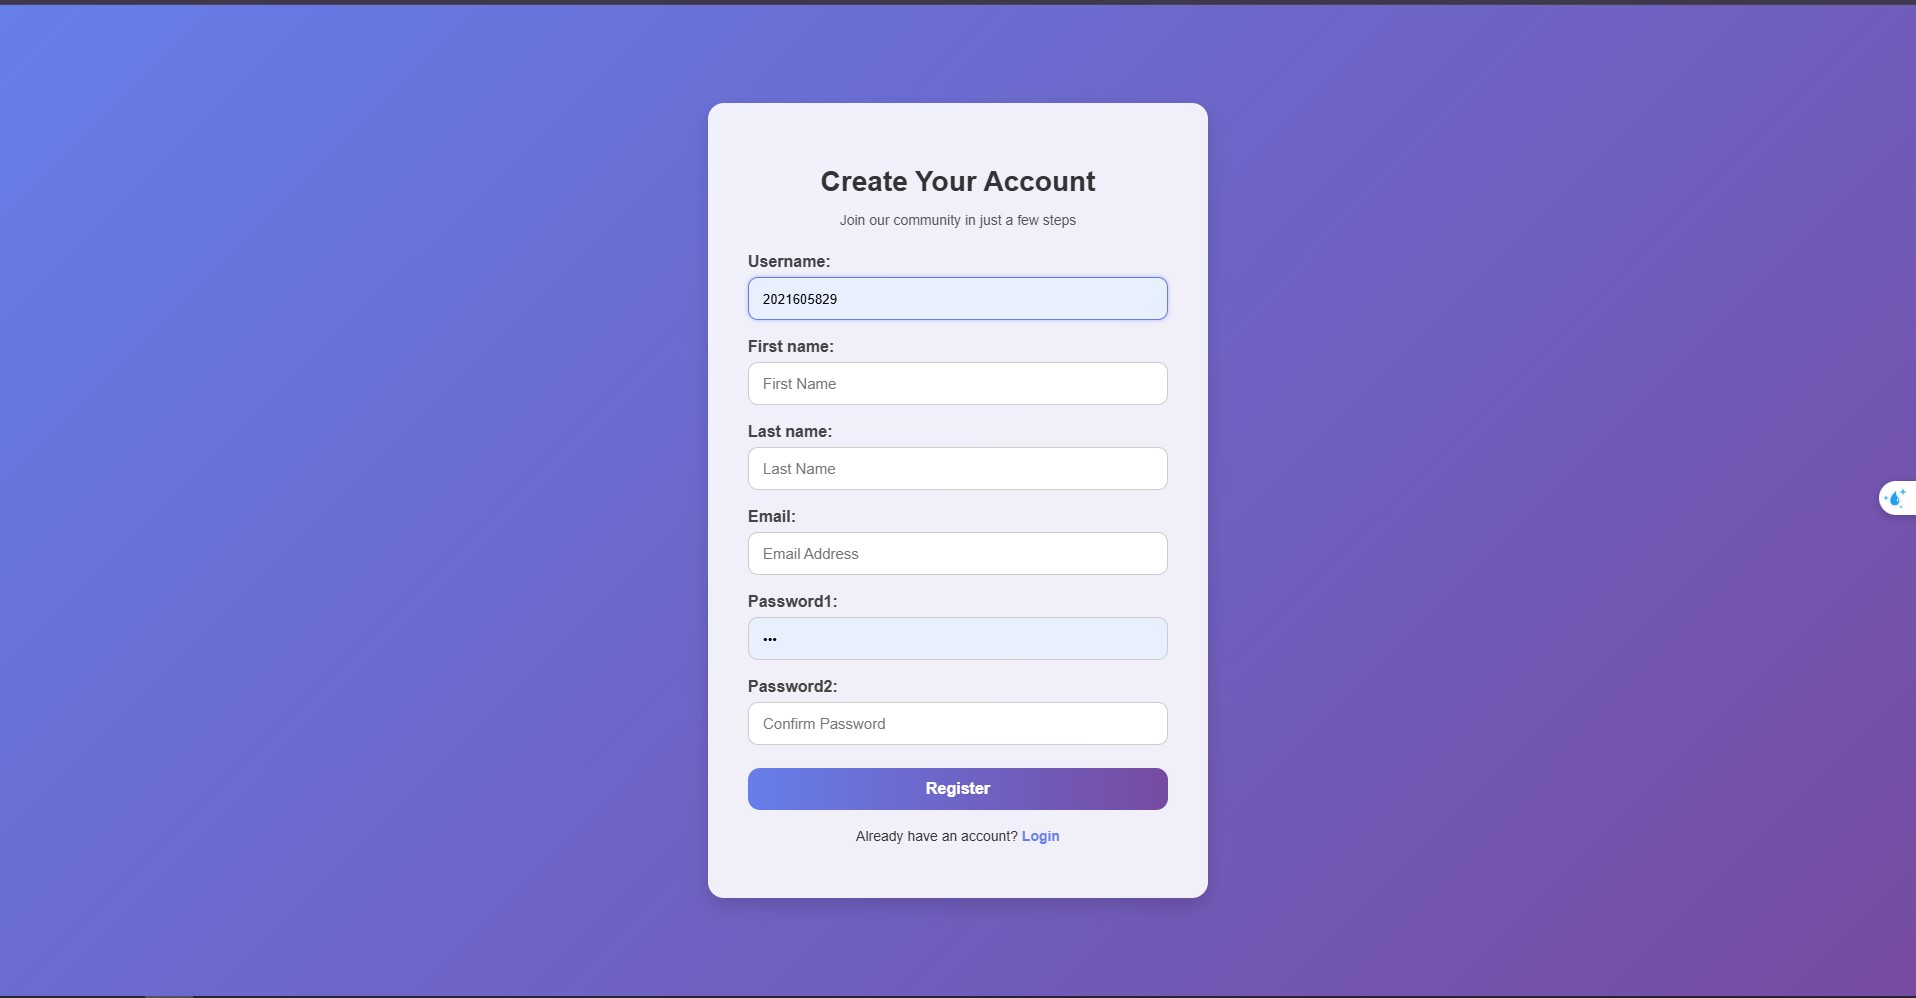 Create Your Account
Join our community in just a few steps
Username:
2021605829
First name:
First Name
Last name:
Last Name
Email:
Email Address
Password1:
•••
Password2:
Confirm Password
Register
Already have an account? Login